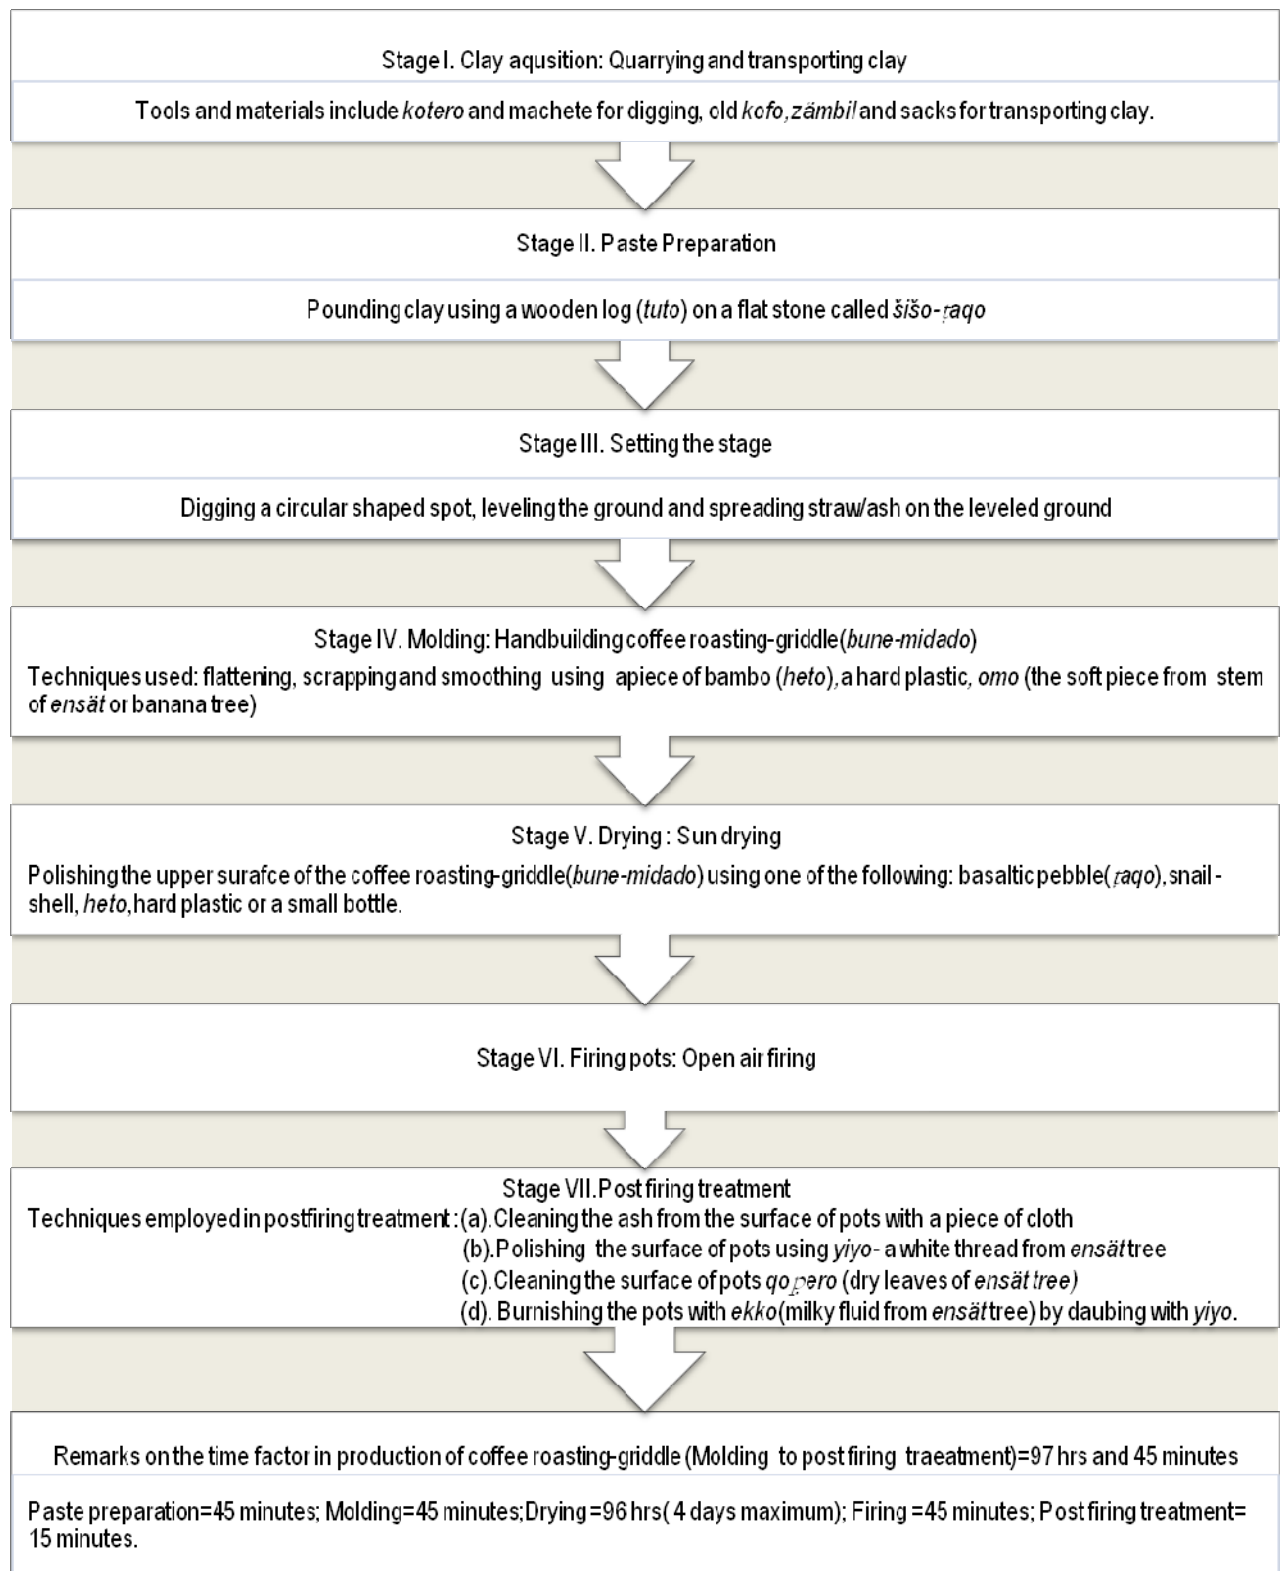 Stage I. Clay aqusition: Quarrying and transporting clay
Tools and materials include kotero and machete for digging, old kofo, zämbil and sacks for transporting clay.
Stage II. Paste Preparation
Pounding clay using a wooden log (tuto) on a flat stone called šišo-ṭaqo
Stage III. Setting the stage
Digging a circular shaped spot, leveling the ground and spreading straw/ash on the leveled ground
Stage IV. Molding: Handbuilding coffee roasting-griddle (bune-midado)
Techniques used: flattening, scrapping and smoothing using apiece of bambo (heto), a hard plastic, omo (the soft piece from stem
of ensät or banana tree)
Stage V. Drying : Sun drying
Polishing the upper surafce of the coffee roasting-griddle (bune-midado) using one of the following: basaltic pebble (ṭaqo), snail-
shell, heto, hard plastic or a small bottle.
Stage VI. Firing pots: Open air firing
Stage VII. Post firing treatment
Techniques employed in postfiring treatment : (a). Cleaning the ash from the surface of pots with a piece of cloth
(b). Polishing the surface of pots using yiyo- a white thread from ensät tree
(c). Cleaning the surface of pots (dry leaves of ensät tree)
(d). Burnishing the pots with ekko (milky fluid from ensät tree) by daubing with yiyo.
Remarks on the time factor in production of coffee roasting-griddle (Molding to post firing traeatment)=97 hrs and 45 minutes
Paste preparation=45 minutes; Molding=45 minutes; Drying =96 hrs( 4 days maximum); Firing =45 minutes; Post firing treatment=
15 minutes.